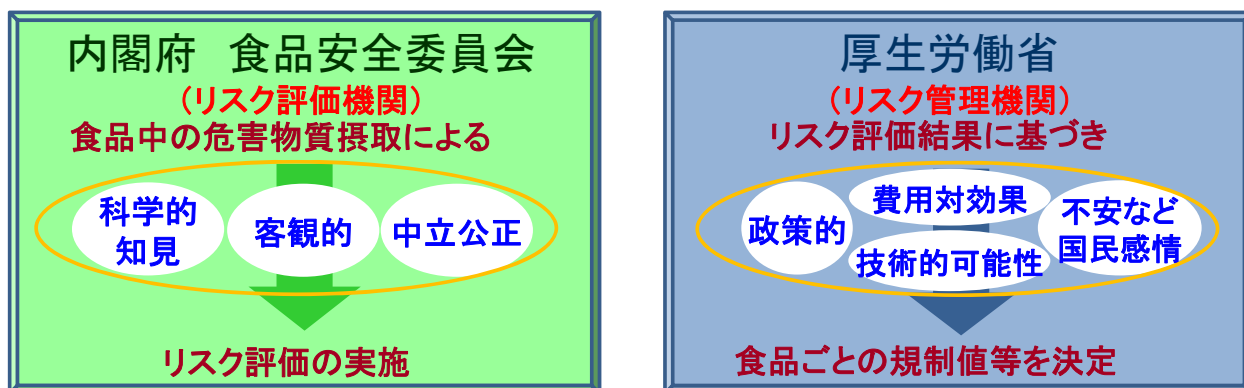 内閣府　食品安全委員会
（リスク評価機関）
食品中の危害物質摂取による
科学的
知見
客観的
中立公正
リスク評価の実施
厚生労働省
（リスク管理機関）
リスク評価結果に基づき
政策的
費用対効果
技術的可能性
不安など
国民感情
食品ごとの規制値等を決定